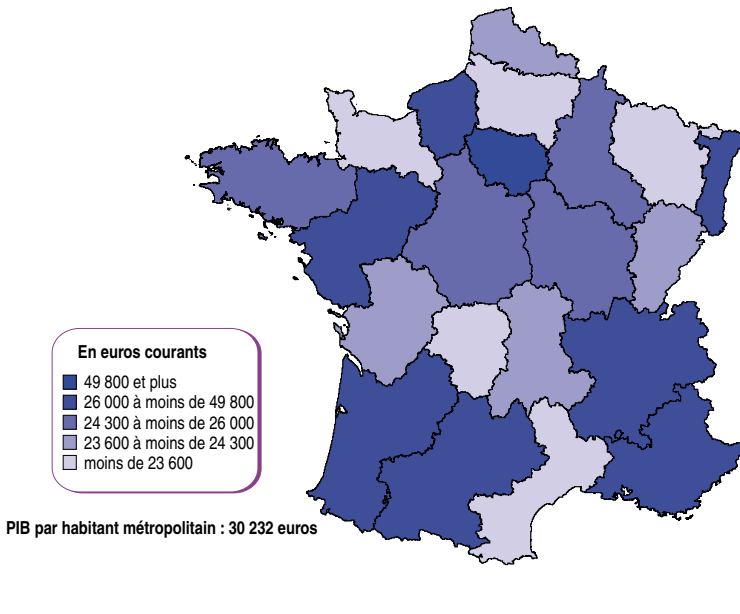 En euros courants
49 800 et plus
26 000 à moins de 49 800
24 300 à moins de 26 000
23 600 à moins de 24 300
moins de 23 600
PIB par habitant métropolitain : 30 232 euros